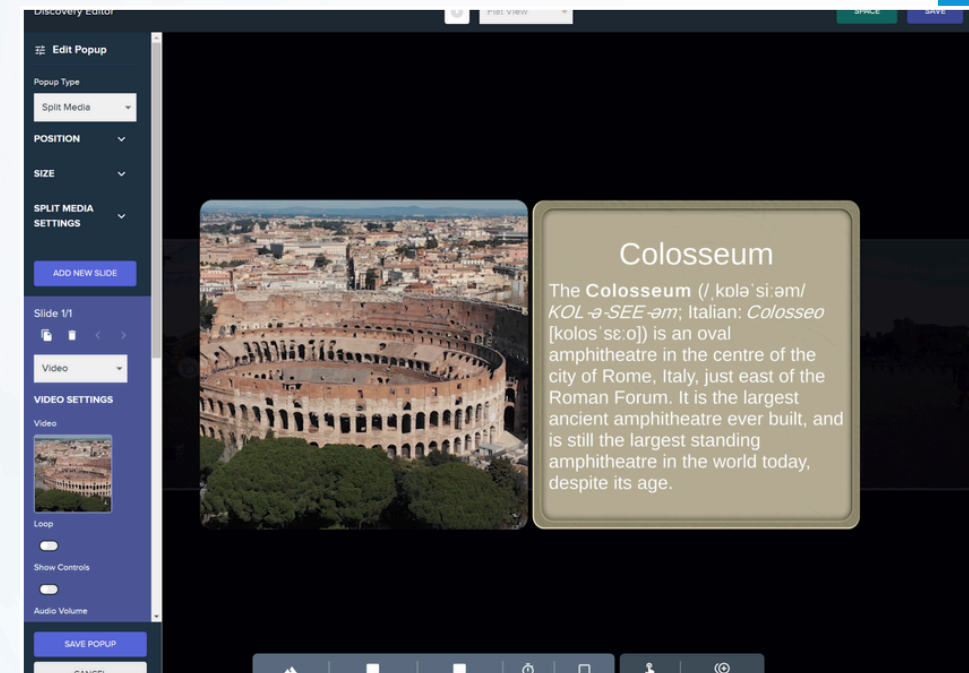 Discovery Editor
Flat View
SPACE
SAVE
Edit Popup
Popup Type
Split Media
POSITION
SIZE
SPLIT MEDIA
SETTINGS
ADD NEW SLIDE
Slide 1/1
Video
VIDEO SETTINGS
Video
Loop
Show Controls
Audio Volume
SAVE POPUP
CANCEL
Colosseum
The Colosseum (/ˌkɒləˈsiːəm/
KOL-ə-SEE-əm; Italian: Colosseo
[kolosˈsɛːo]) is an oval
amphitheatre in the centre of the
city of Rome, Italy, just east of the
Roman Forum. It is the largest
ancient amphitheatre ever built, and
is still the largest standing
amphitheatre in the world today,
despite its age.